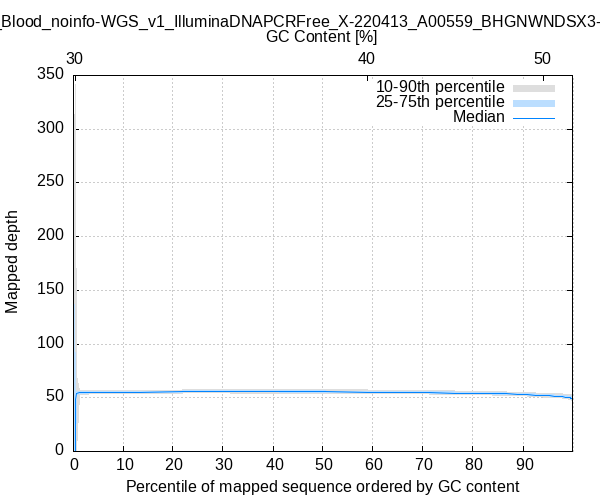 _Blood_noinfo-WGS_v1_IlluminaDNAPCRFree_X-220413_A00559_BHGNWNDSX3-
GC Content [%]
30 40 50
350
300
250
200
150
100
50
0
10-90th percentile
25-75th percentile
Median
Mapped depth
0 10 20 30 40 50 60 70 80 90
Percentile of mapped sequence ordered by GC content